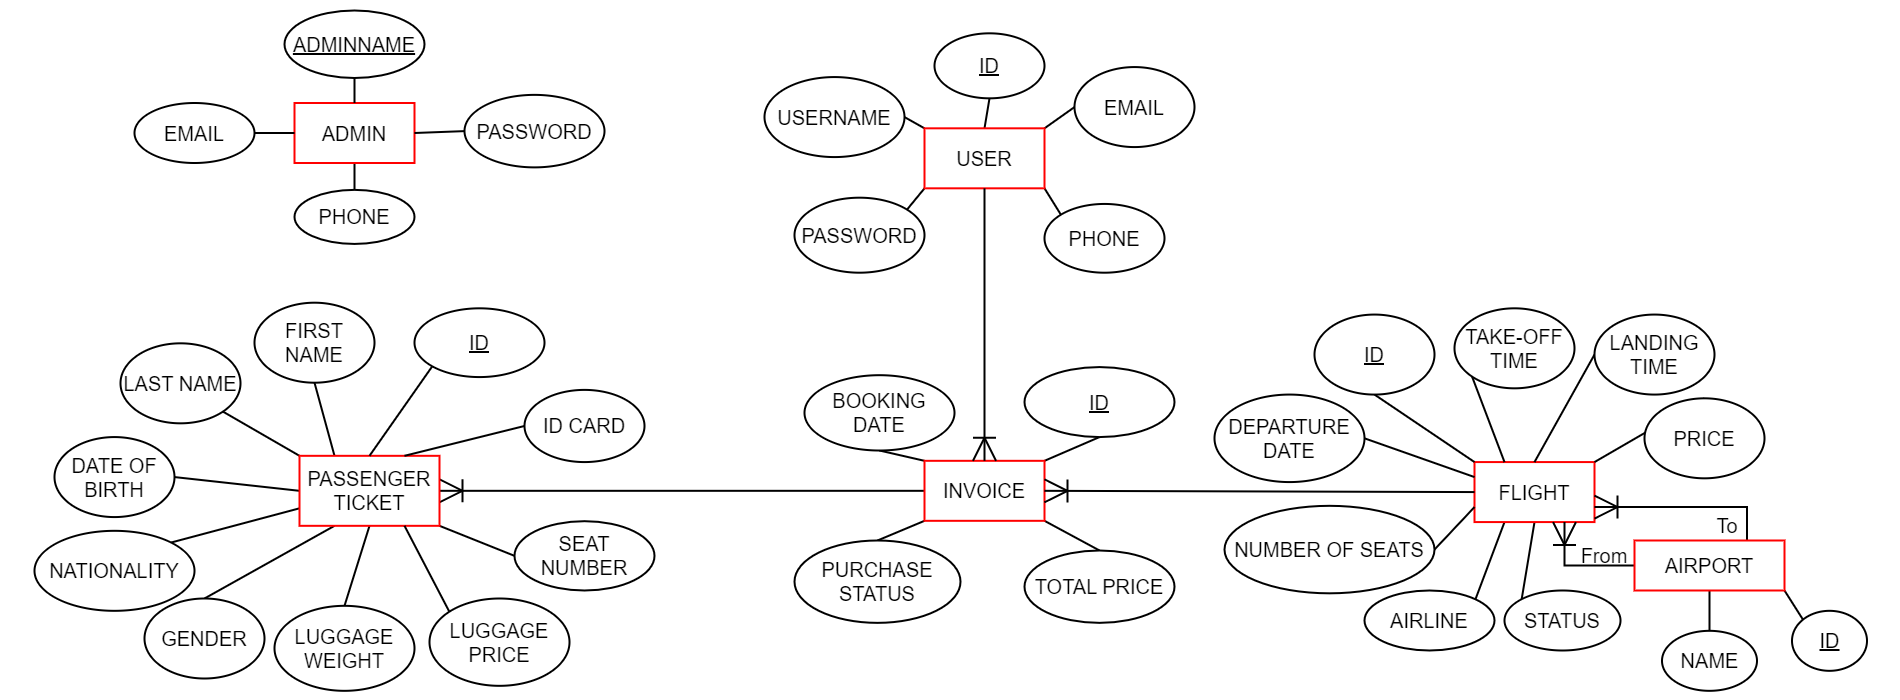 ADMINNAME
EMAIL
ADMIN
PASSWORD
PHONE
ID
USERNAME
EMAIL
USER
PASSWORD
PHONE
FIRST
NAME
ID
LAST NAME
ID CARD
DATE OF
BIRTH
PASSENGER
TICKET
NATIONALITY
SEAT
NUMBER
GENDER
LUGGAGE
WEIGHT
LUGGAGE
PRICE
BOOKING
DATE
ID
INVOICE
PURCHASE
STATUS
TOTAL PRICE
ID
TAKE-OFF
TIME
LANDING
TIME
DEPARTURE
DATE
PRICE
FLIGHT
NUMBER OF SEATS
AIRLINE
STATUS
To
From
AIRPORT
NAME
ID